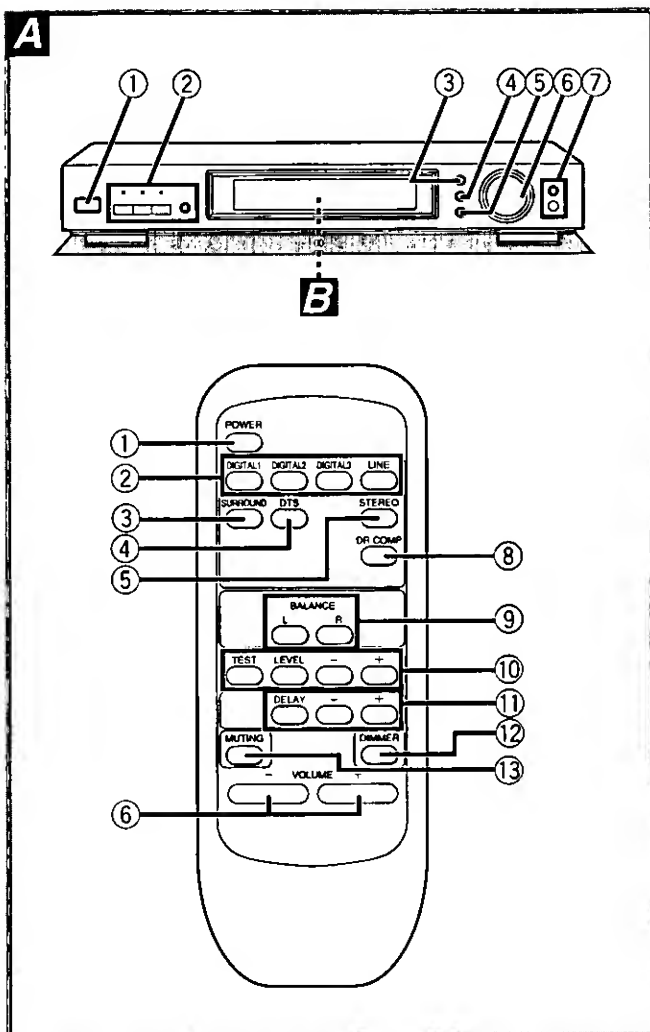 A
① ② ③ ④ ⑤ ⑥ ⑦
B
POWER
①
DIGITAL1 DIGITAL2 DIGITAL3 LINE
②
SURROUND DTS STEREO
③
④
DR COMP
⑤ ⑧
BALANCE
L R
⑨
TEST LEVEL − +
⑩
DELAY − +
⑪
MUTING DIMMER
⑫
⑬
− VOLUME +
⑥